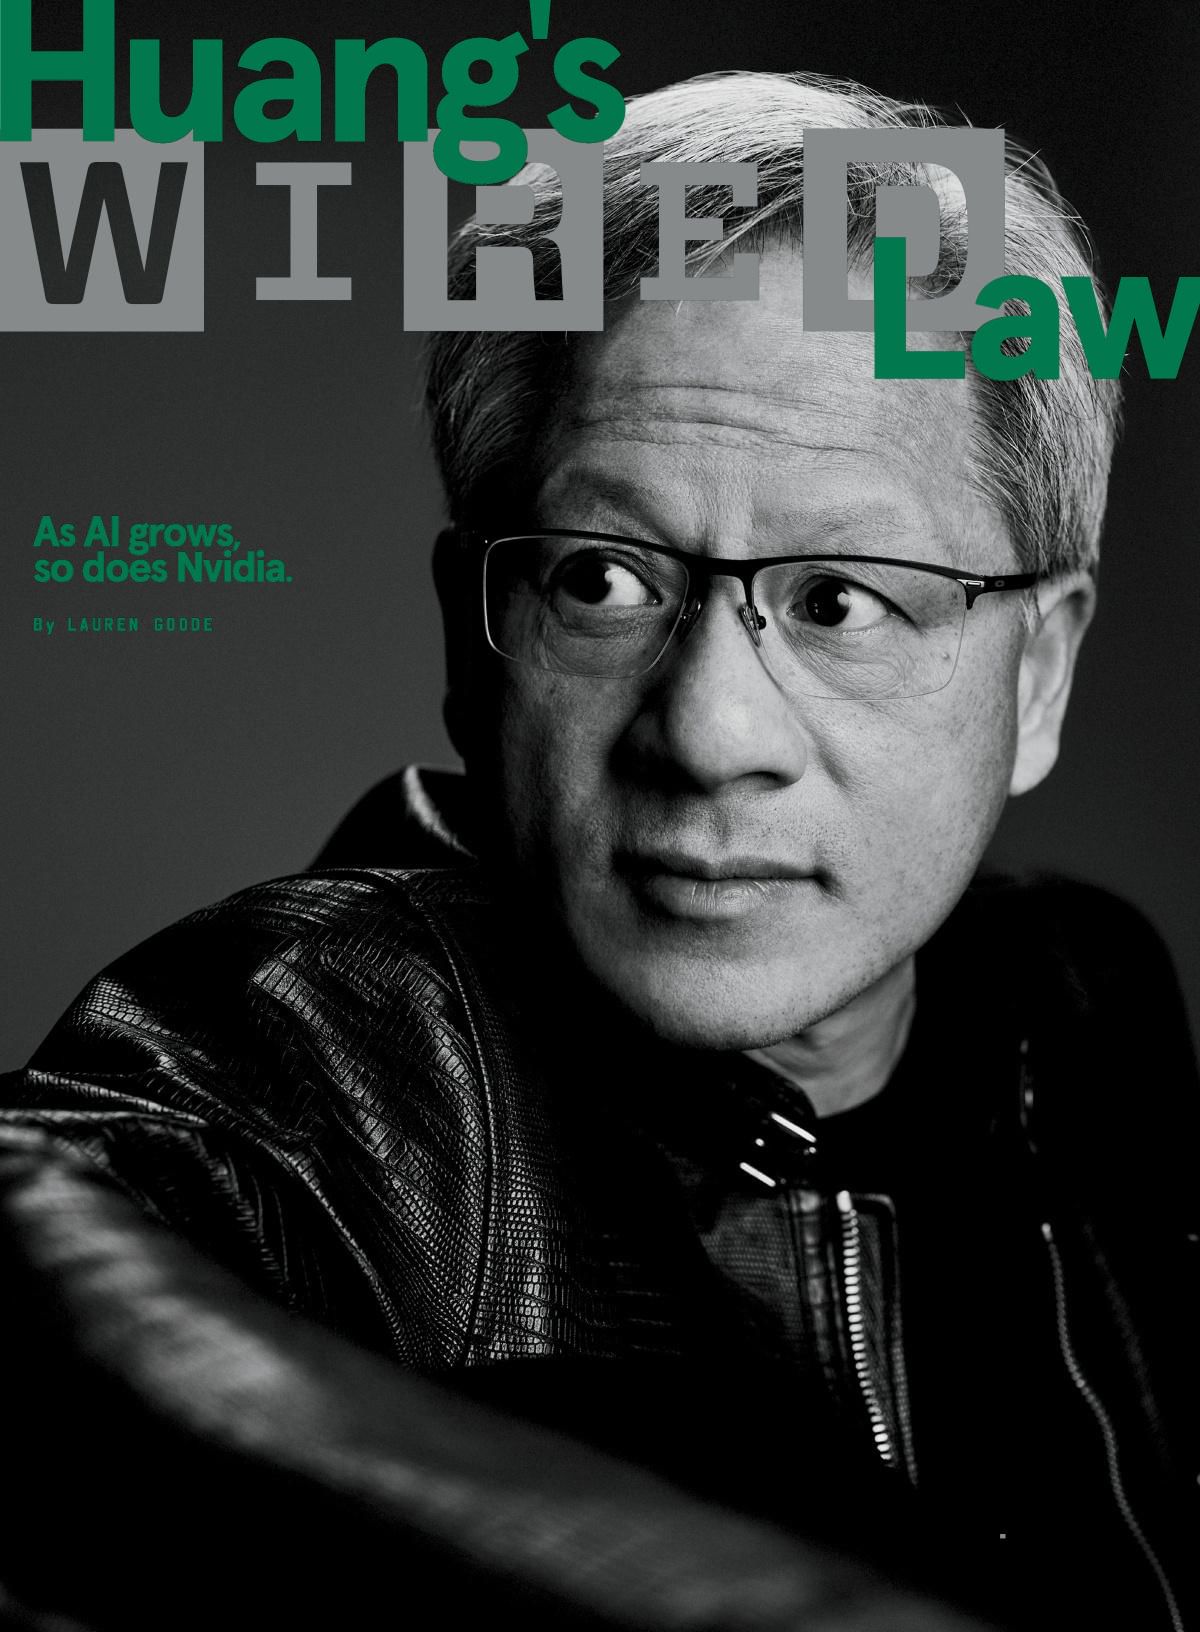 Huang's
WIRED
Law
As AI grows,
so does Nvidia.
By LAUREN GOODE